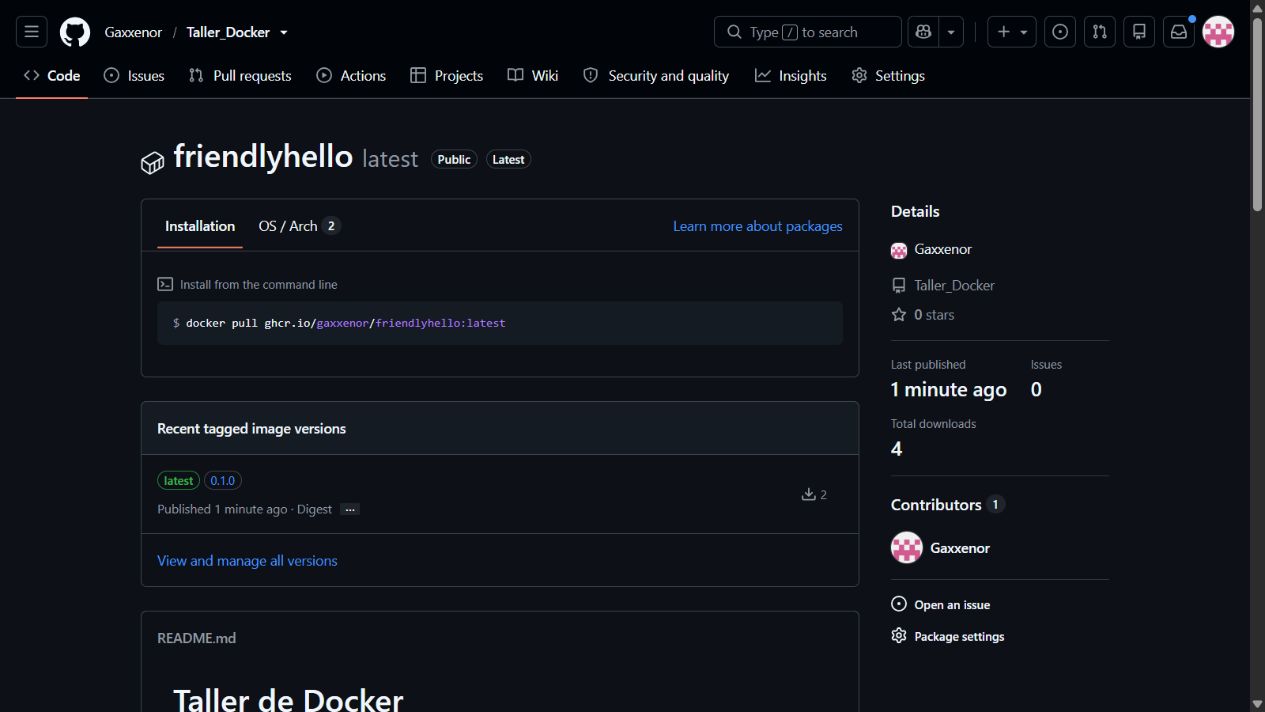 Gaxxenor / Taller_Docker
Type / to search
Code Issues Pull requests Actions Projects Wiki Security and quality Insights Settings
friendlyhello latest Public Latest
Installation OS / Arch 2 Learn more about packages
Install from the command line
$ docker pull ghcr.io/gaxxenor/friendlyhello:latest
Recent tagged image versions
latest 0.1.0
Published 1 minute ago · Digest ...
2
View and manage all versions
README.md
Taller de Docker
Details
Gaxxenor
Taller_Docker
0 stars
Last published Issues
1 minute ago 0
Total downloads
4
Contributors 1
Gaxxenor
Open an issue
Package settings